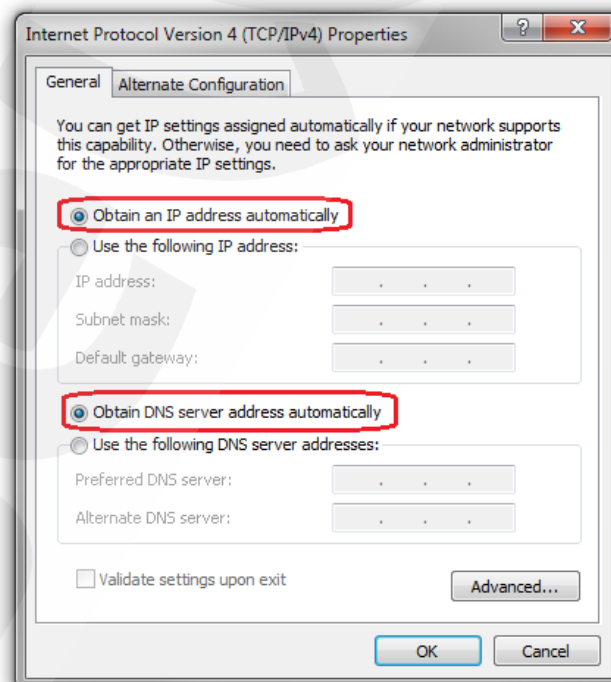 Internet Protocol Version 4 (TCP/IPv4) Properties
?
X
General
Alternate Configuration
You can get IP settings assigned automatically if your network supports
this capability. Otherwise, you need to ask your network administrator
for the appropriate IP settings.
Obtain an IP address automatically
Use the following IP address:
IP address:
Subnet mask:
Default gateway:
Obtain DNS server address automatically
Use the following DNS server addresses:
Preferred DNS server:
Alternate DNS server:
Validate settings upon exit
Advanced...
OK
Cancel